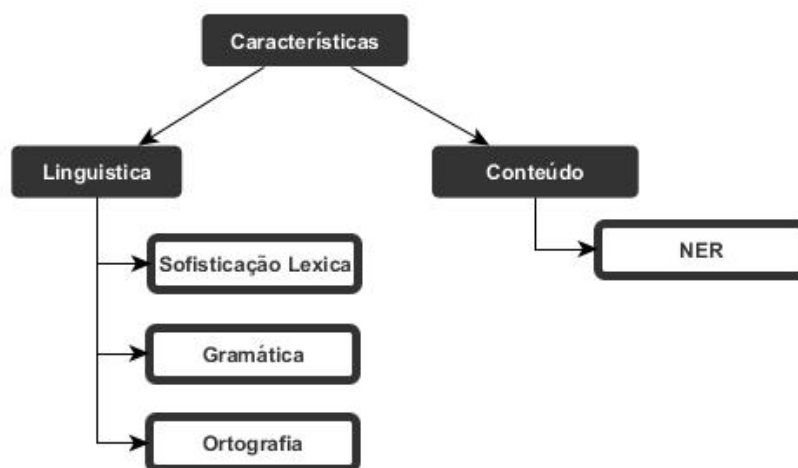 Características
Linguistica
Conteúdo
NER
Sofisticação Lexica
Gramática
Ortografia